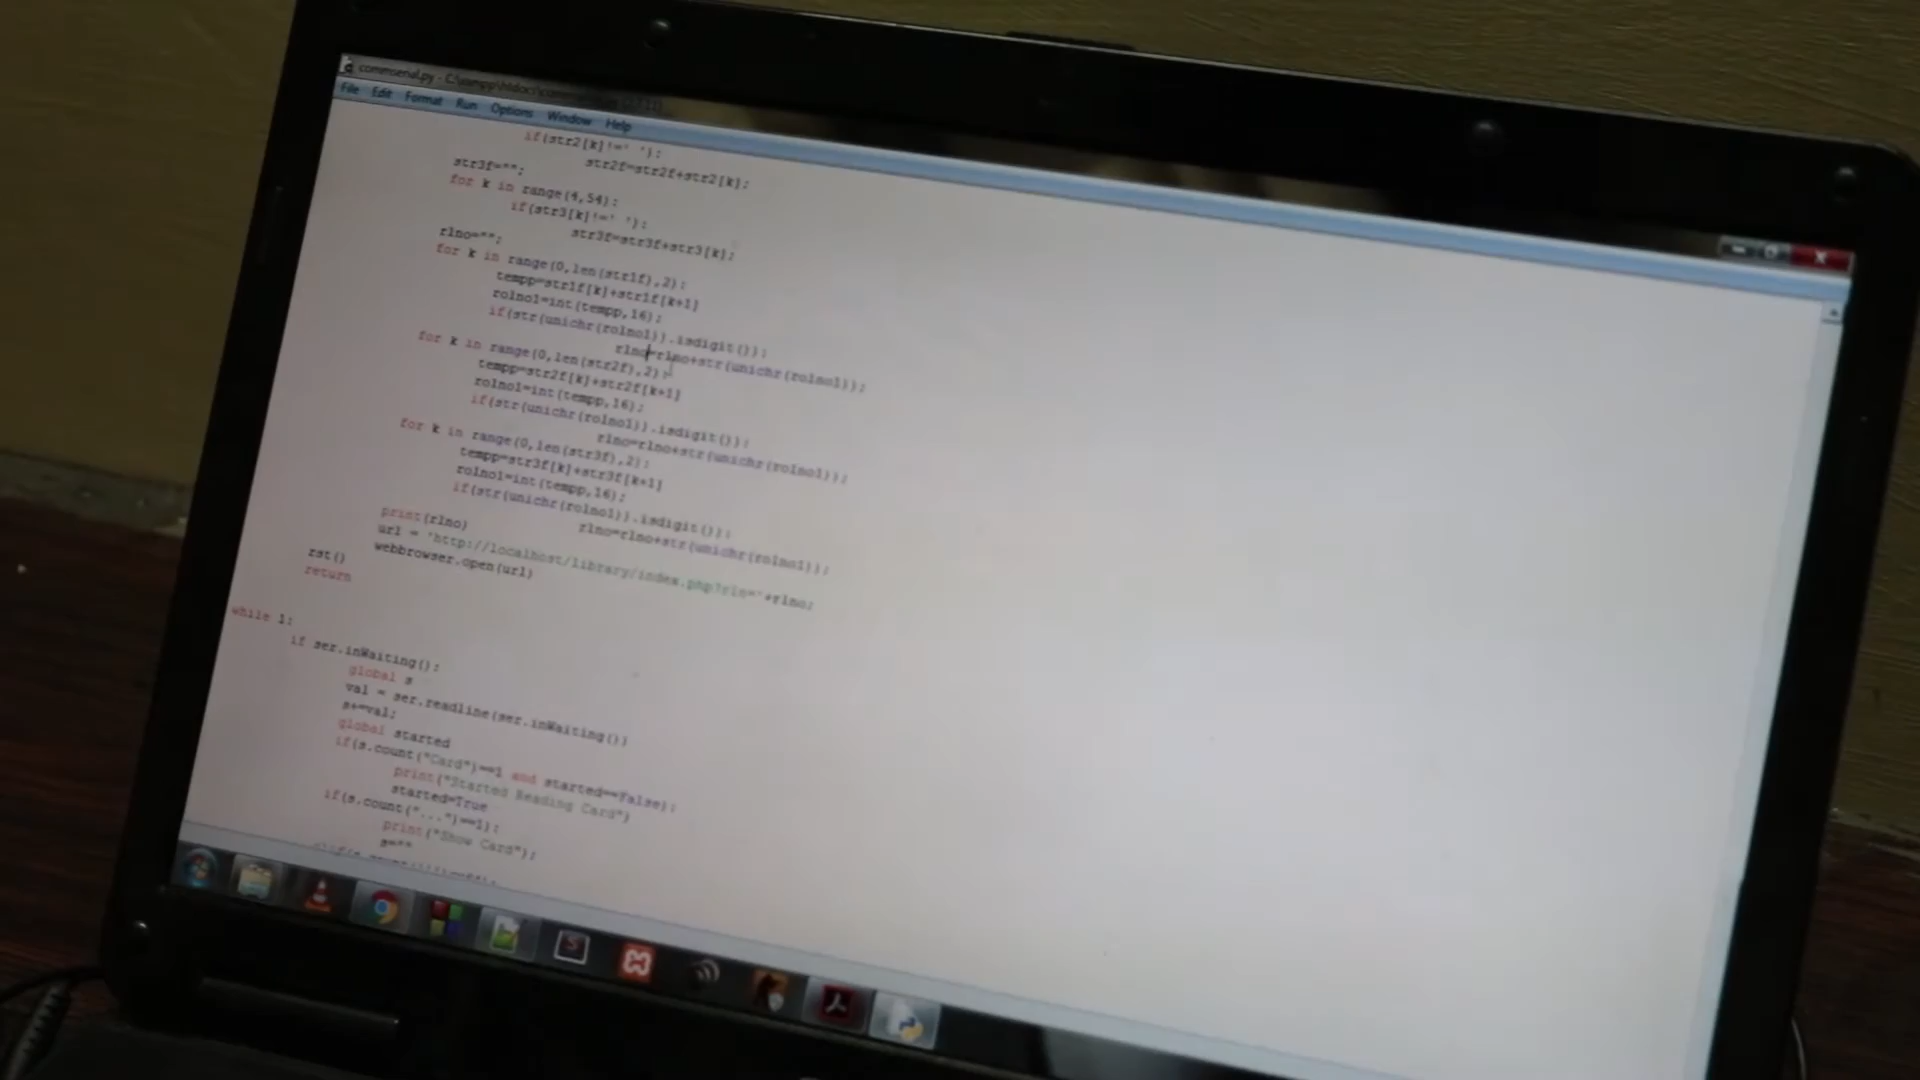 commserial.py - C:\xampp\htdocs\
File Edit Format Run Options Window Help
if(str2[k]!=' '):
str2f=str2f+str2[k];
str3f="";
for k in range(4,54):
if(str3[k]!=' '):
str3f=str3f+str3[k];
rlno="";
for k in range(0,len(str1f),2):
tempp=str1f[k]+str1f[k+1]
rolno1=int(tempp,16);
if(str(unichr(rolno1)).isdigit()):
rlno=rlno+str(unichr(rolno1));
for k in range(0,len(str2f),2):
tempp=str2f[k]+str2f[k+1]
rolno1=int(tempp,16);
if(str(unichr(rolno1)).isdigit()):
rlno=rlno+str(unichr(rolno1));
for k in range(0,len(str3f),2):
tempp=str3f[k]+str3f[k+1]
rolno1=int(tempp,16);
if(str(unichr(rolno1)).isdigit()):
rlno=rlno+str(unichr(rolno1));
print(rlno)
url = 'http://localhost/library/index.php?rln='+rlno;
webbrowser.open(url)
rst()
return
while 1:
if ser.inWaiting():
global s
val = ser.readline(ser.inWaiting())
s+=val;
global started
if(s.count("Card")==1 and started==False):
print("Started Reading Card")
started=True
if(s.count("...")==1):
print("Show Card");
s=""